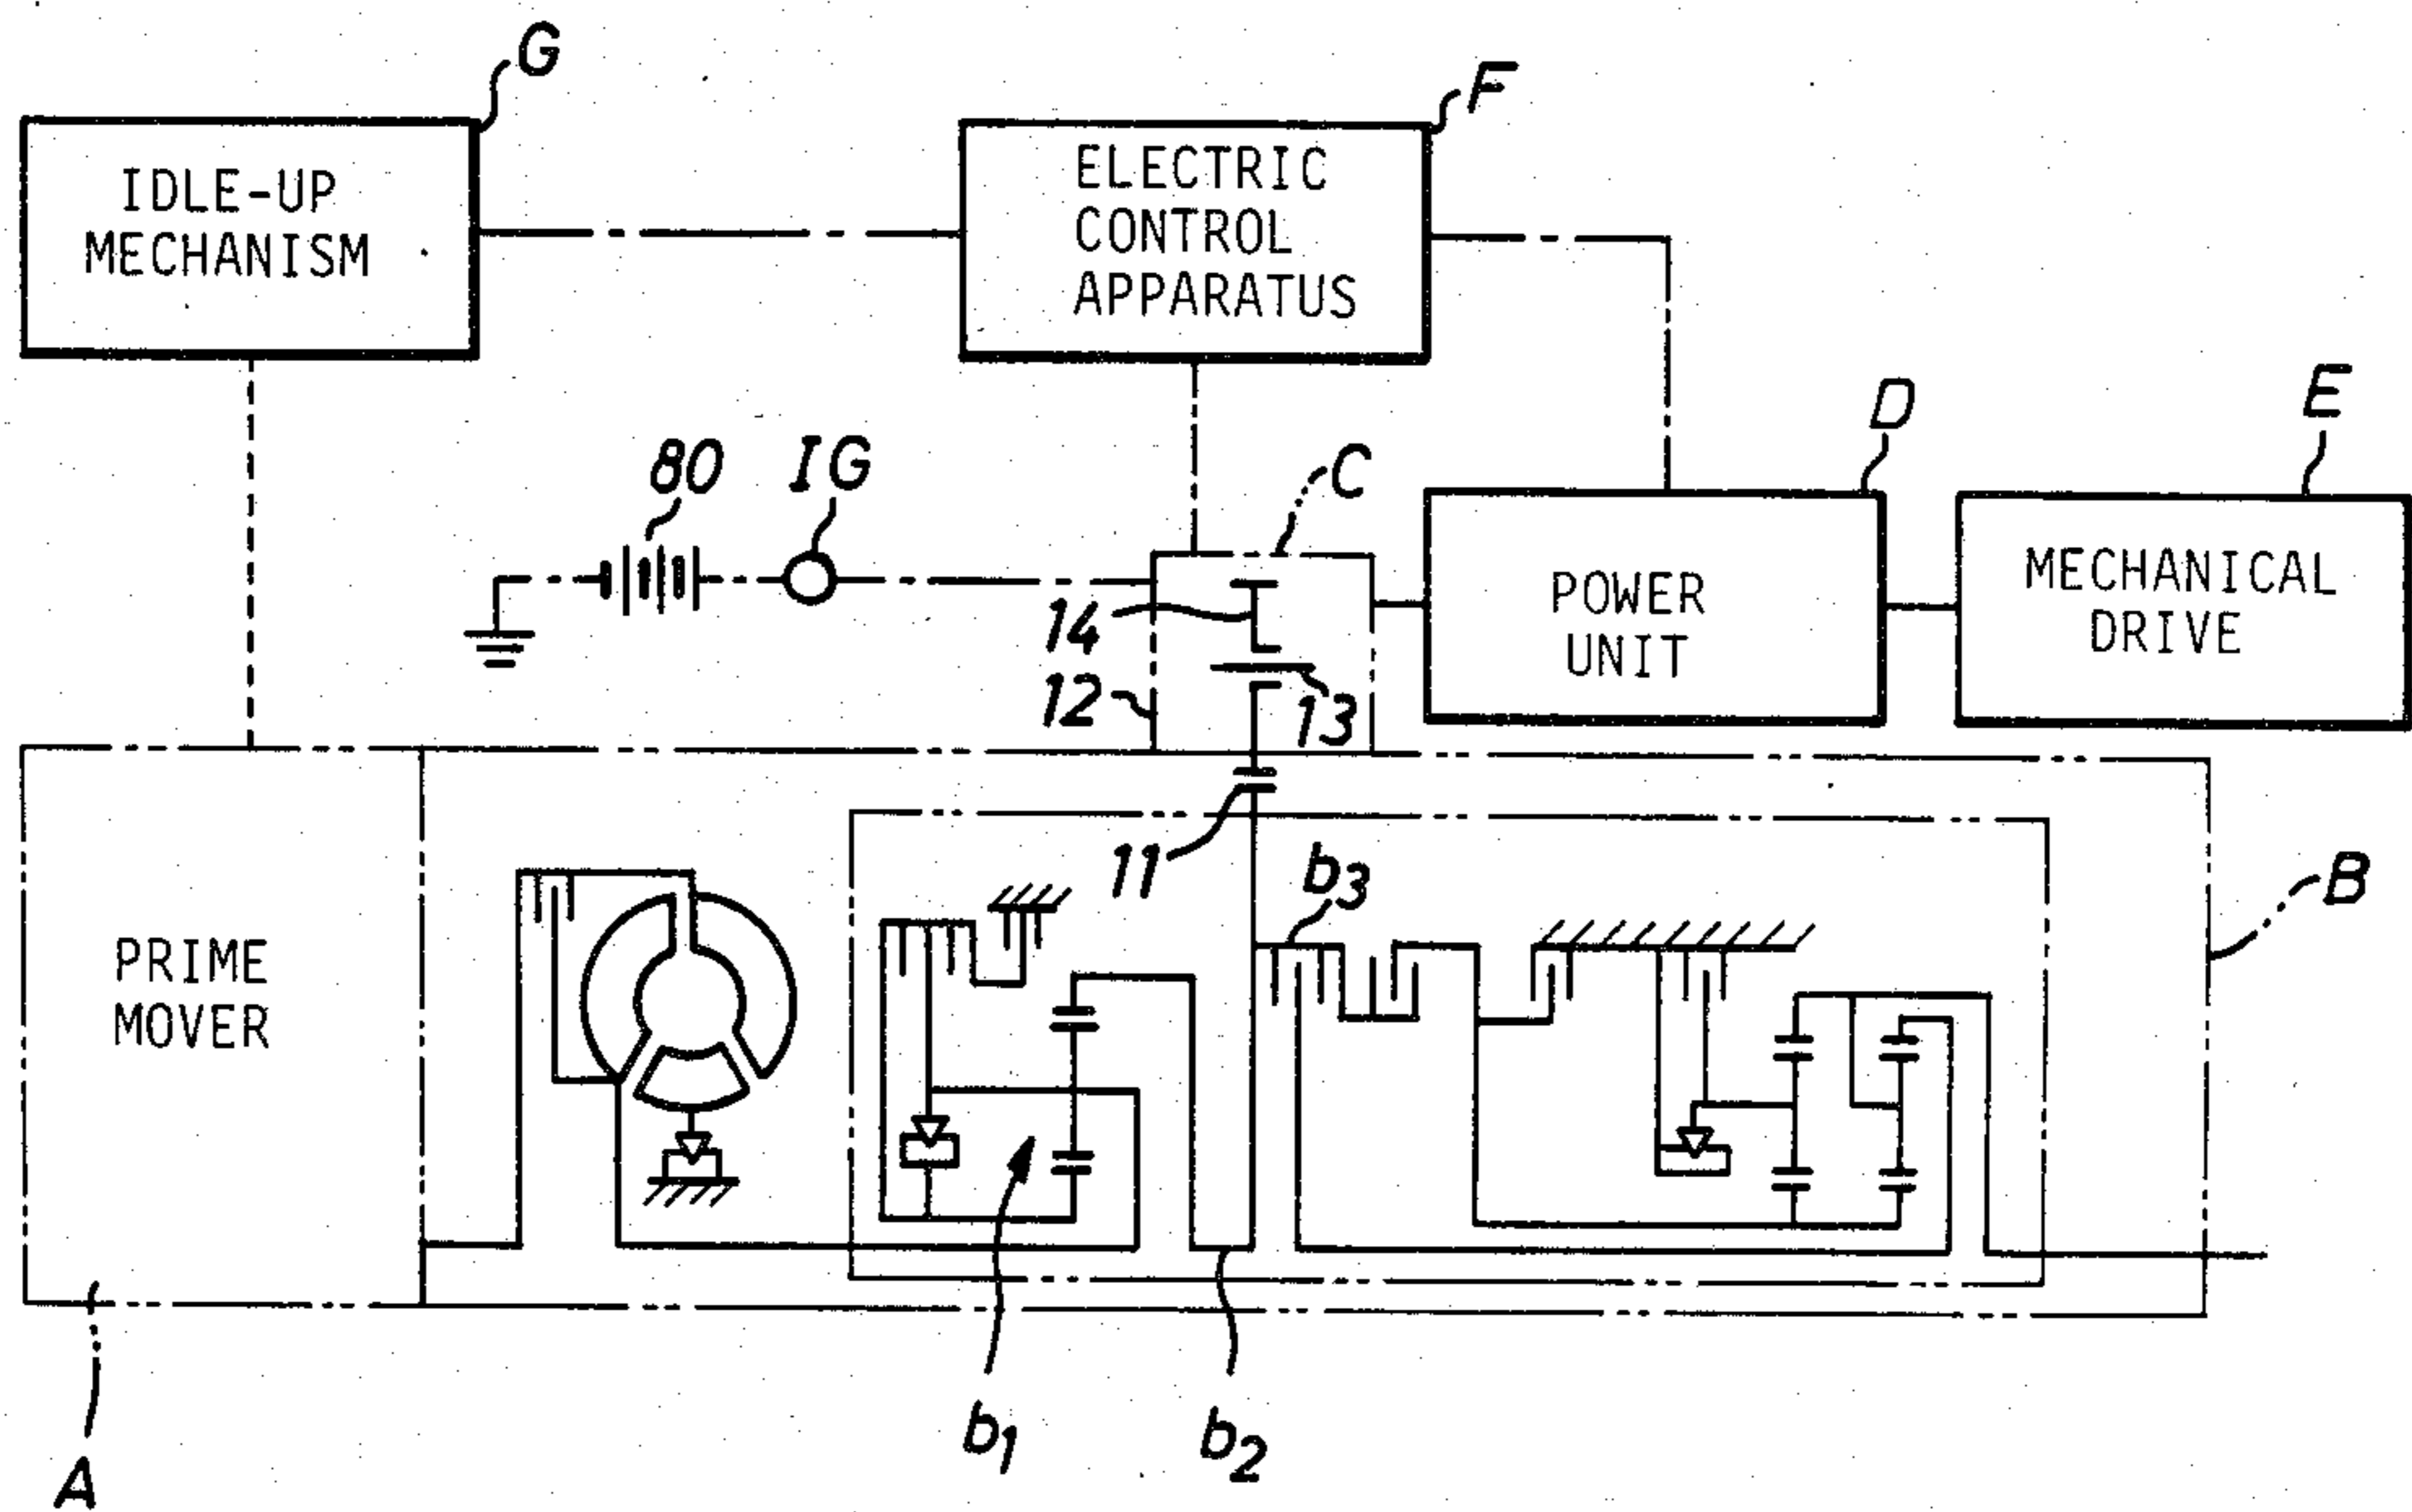 G
F
IDLE-UP
MECHANISM
ELECTRIC
CONTROL
APPARATUS
E
D
80
IG
C
MECHANICAL
DRIVE
POWER
UNIT
14
12
13
11
b3
B
PRIME
MOVER
b1
b2
A